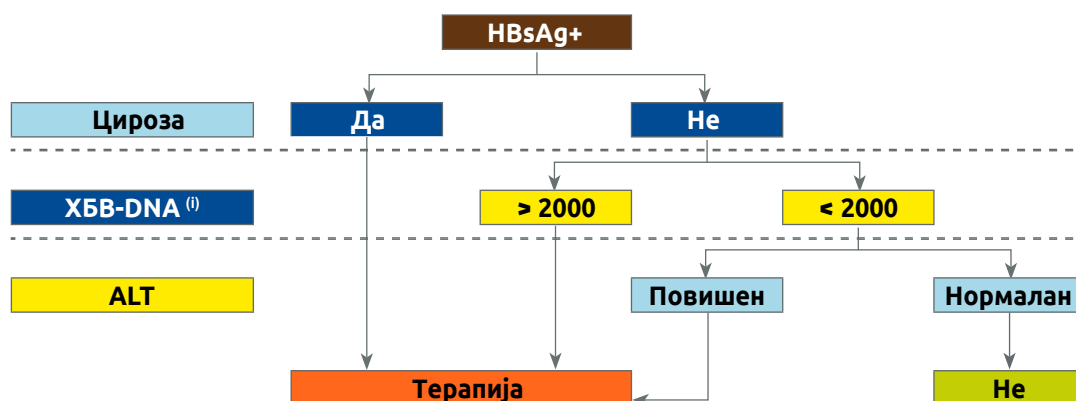 HBsAg+
Цироза Да Не
ХБВ-DNA (i) > 2000 < 2000
ALT Повишен Нормалан
Терапија Не